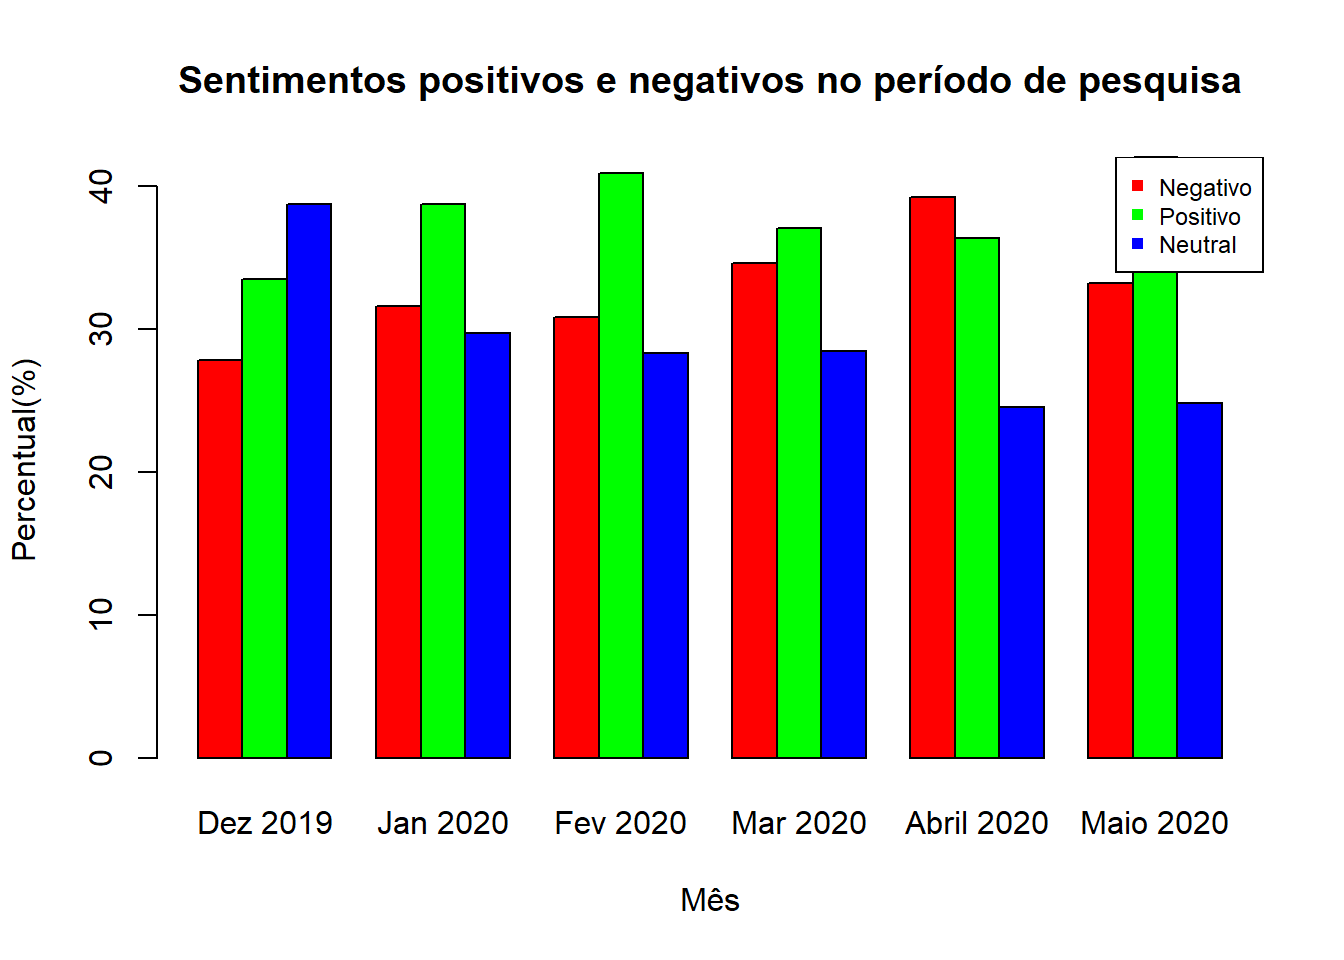 Sentimentos positivos e negativos no período de pesquisa
Percentual(%)
40
30
20
10
0
Negativo
Positivo
Neutral
Dez 2019
Jan 2020
Fev 2020
Mar 2020
Abril 2020
Maio 2020
Mês